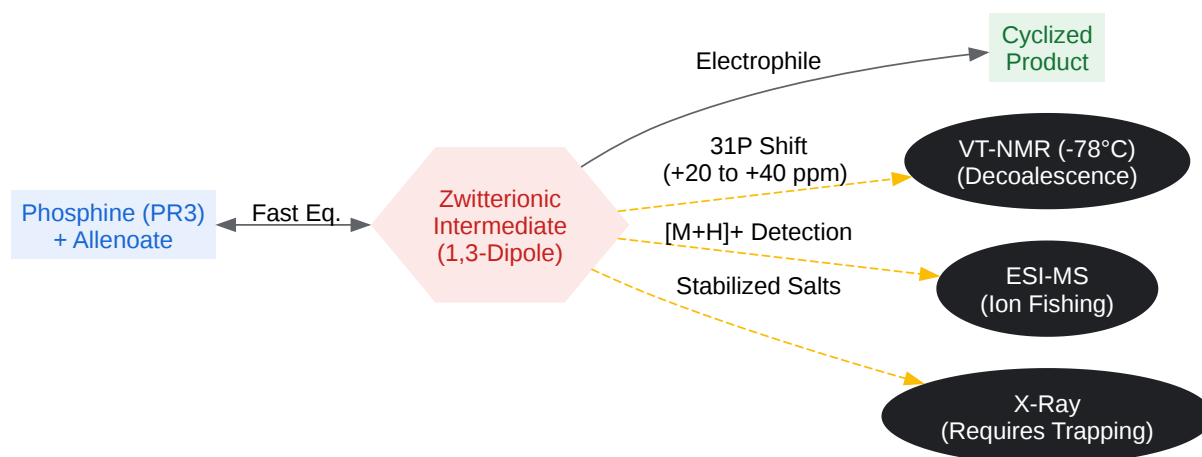 Phosphine (PR3)
+ Allenoate
Fast Eq.
Zwitterionic
Intermediate
(1,3-Dipole)
Electrophile
Cyclized
Product
31P Shift
(+20 to +40 ppm)
VT-NMR (-78°C)
(Decoalescence)
[M+H]+ Detection
ESI-MS
(Ion Fishing)
Stabilized Salts
X-Ray
(Requires Trapping)